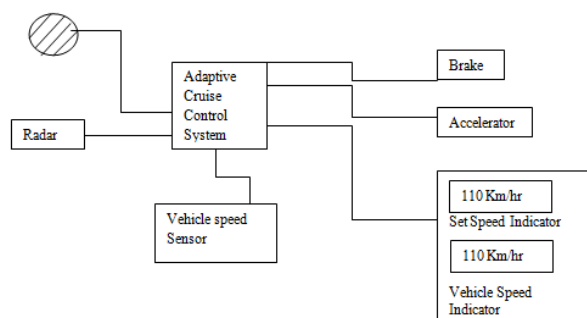 Adaptive
Cruise
Control
System
Brake
Accelerator
Radar
Vehicle speed
Sensor
110 Km/hr
Set Speed Indicator
110 Km/hr
Vehicle Speed
Indicator